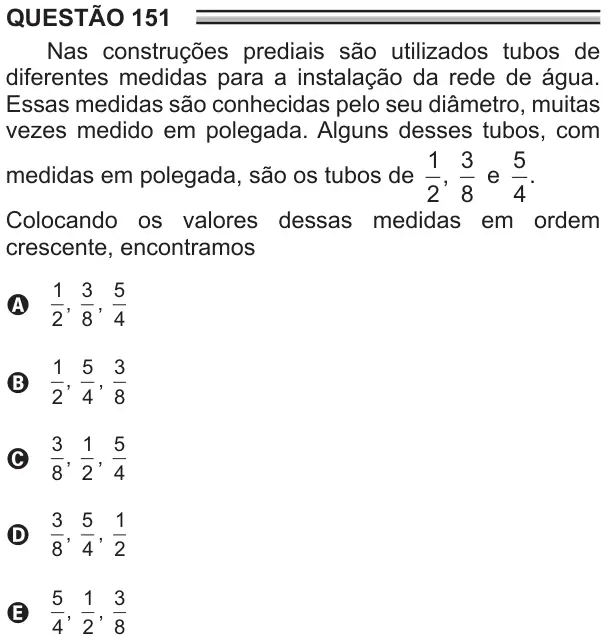 QUESTÃO 151
Nas construções prediais são utilizados tubos de
diferentes medidas para a instalação da rede de água.
Essas medidas são conhecidas pelo seu diâmetro, muitas
vezes medido em polegada. Alguns desses tubos, com
medidas em polegada, são os tubos de 1/2, 3/8 e 5/4.
Colocando os valores dessas medidas em ordem
crescente, encontramos
A 1/2, 3/8, 5/4
B 1/2, 5/4, 3/8
C 3/8, 1/2, 5/4
D 3/8, 5/4, 1/2
E 5/4, 1/2, 3/8